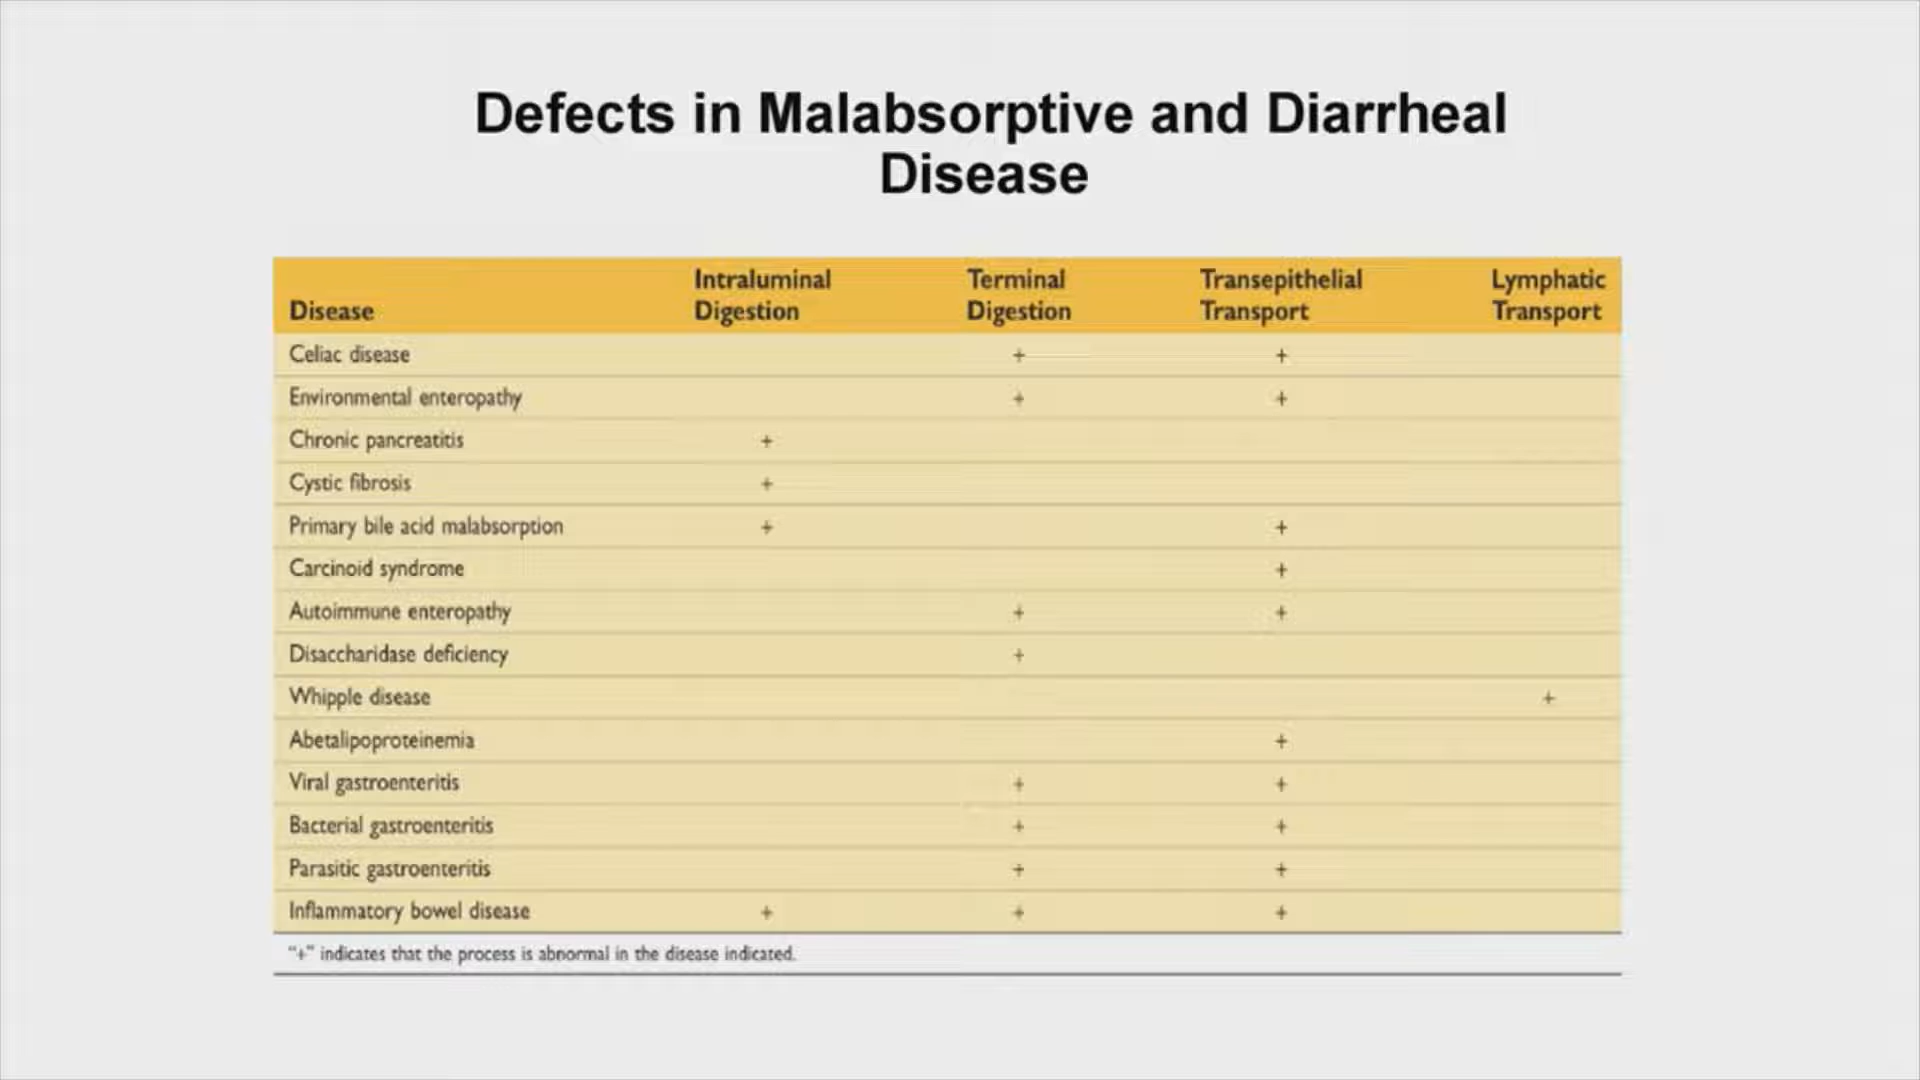 Defects in Malabsorptive and Diarrheal
Disease
Disease Intraluminal Digestion Terminal Digestion Transepithelial Transport Lymphatic Transport
Celiac disease + +
Environmental enteropathy + +
Chronic pancreatitis +
Cystic fibrosis +
Primary bile acid malabsorption + +
Carcinoid syndrome +
Autoimmune enteropathy + +
Disaccharidase deficiency +
Whipple disease +
Abetalipoproteinemia +
Viral gastroenteritis + +
Bacterial gastroenteritis + +
Parasitic gastroenteritis + +
Inflammatory bowel disease + + +
“+” indicates that the process is abnormal in the disease indicated.